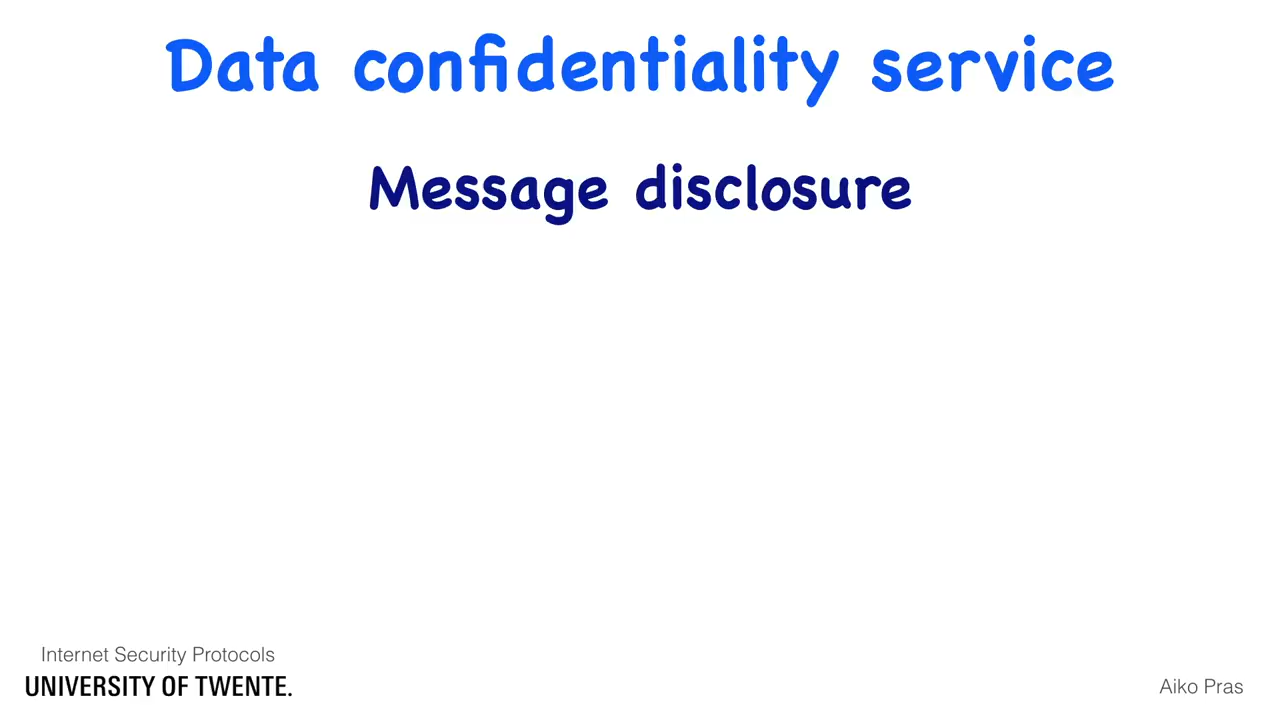 Data confidentiality service
Message disclosure
Internet Security Protocols
UNIVERSITY OF TWENTE.
Aiko Pras